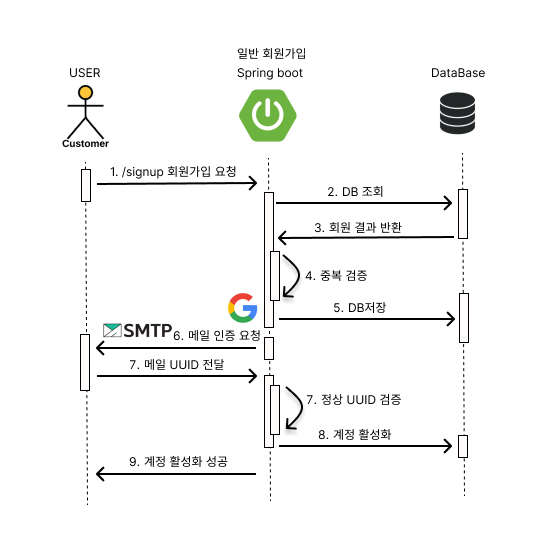 일반 회원가입
USER
Spring boot
DataBase
Customer
1. /signup 회원가입 요청
2. DB 조회
3. 회원 결과 반환
4. 중복 검증
5. DB저장
SMTP
6. 메일 인증 요청
7. 메일 UUID 전달
7. 정상 UUID 검증
8. 계정 활성화
9. 계정 활성화 성공